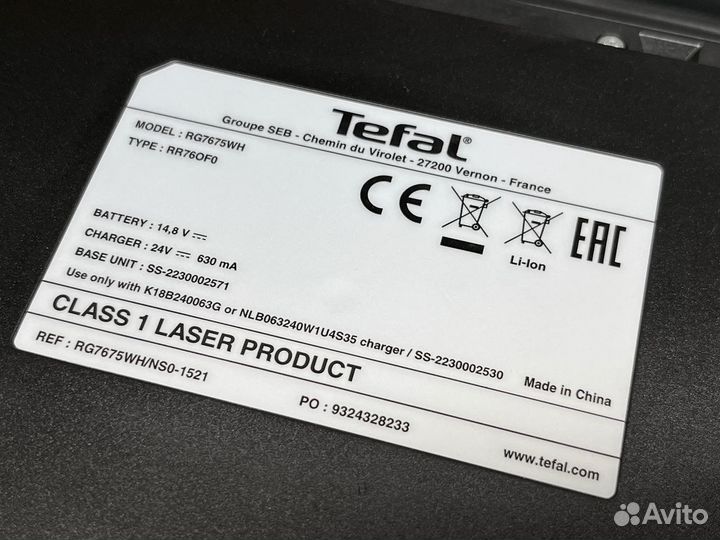 Tefal®
Groupe SEB - Chemin du Virolet - 27200 Vernon - France
MODEL : RG7675WH
TYPE : RR76OF0
CE
Li-Ion
EAC
BATTERY : 14,8 V
CHARGER : 24V 630 mA
BASE UNIT : SS-2230002571
Use only with K18B240063G or NLB063240W1U4S35 charger / SS-2230002530
CLASS 1 LASER PRODUCT
Made in China
REF : RG7675WH/NS0-1521
PO : 9324328233
www.tefal.com
Avito